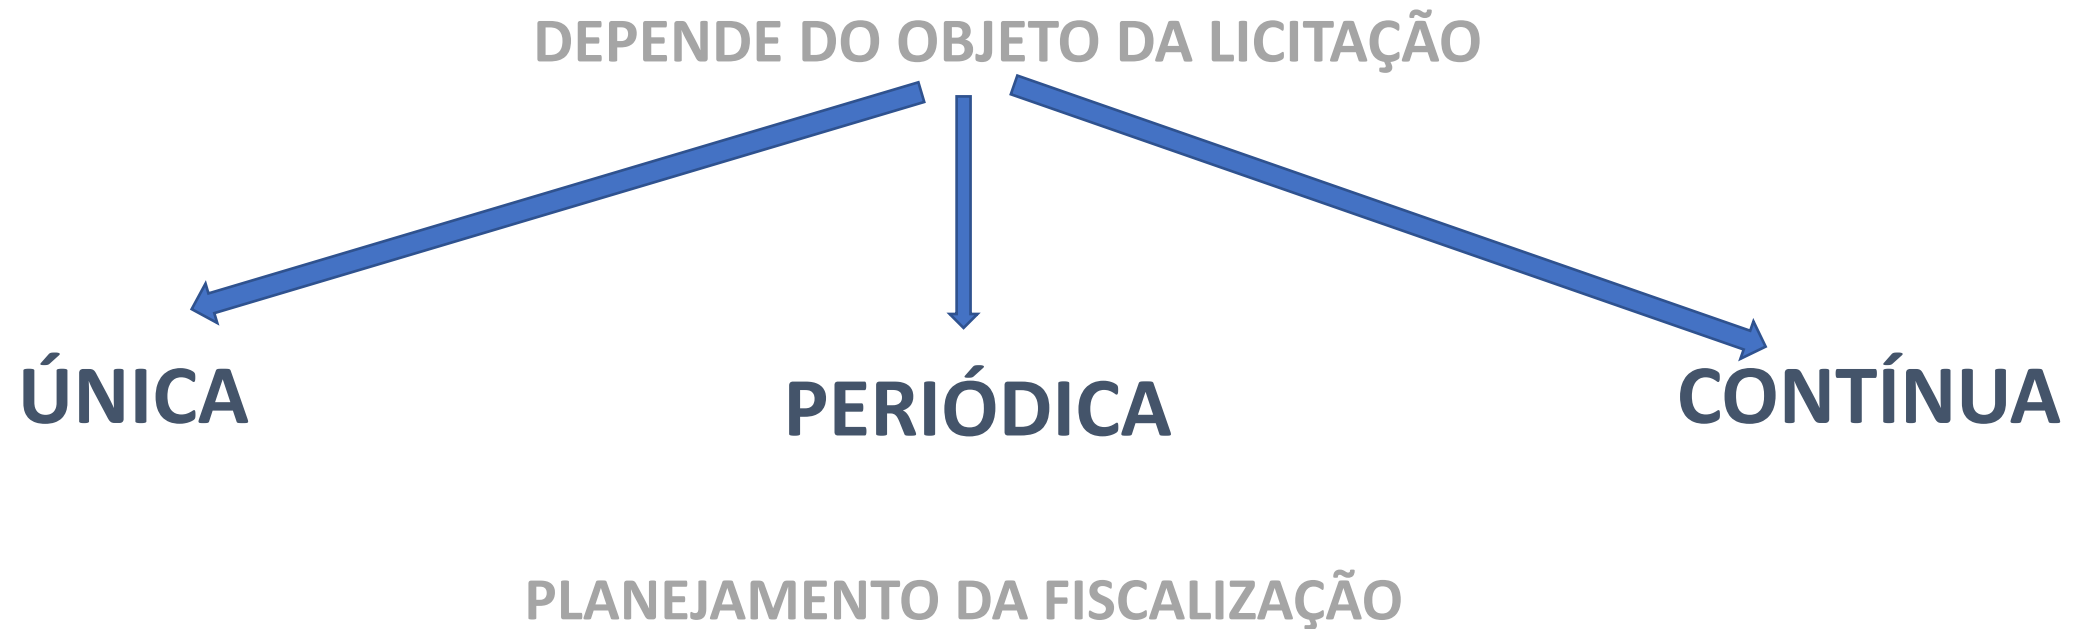 DEPENDE DO OBJETO DA LICITAÇÃO
ÚNICA
PERIÓDICA
CONTÍNUA
PLANEJAMENTO DA FISCALIZAÇÃO